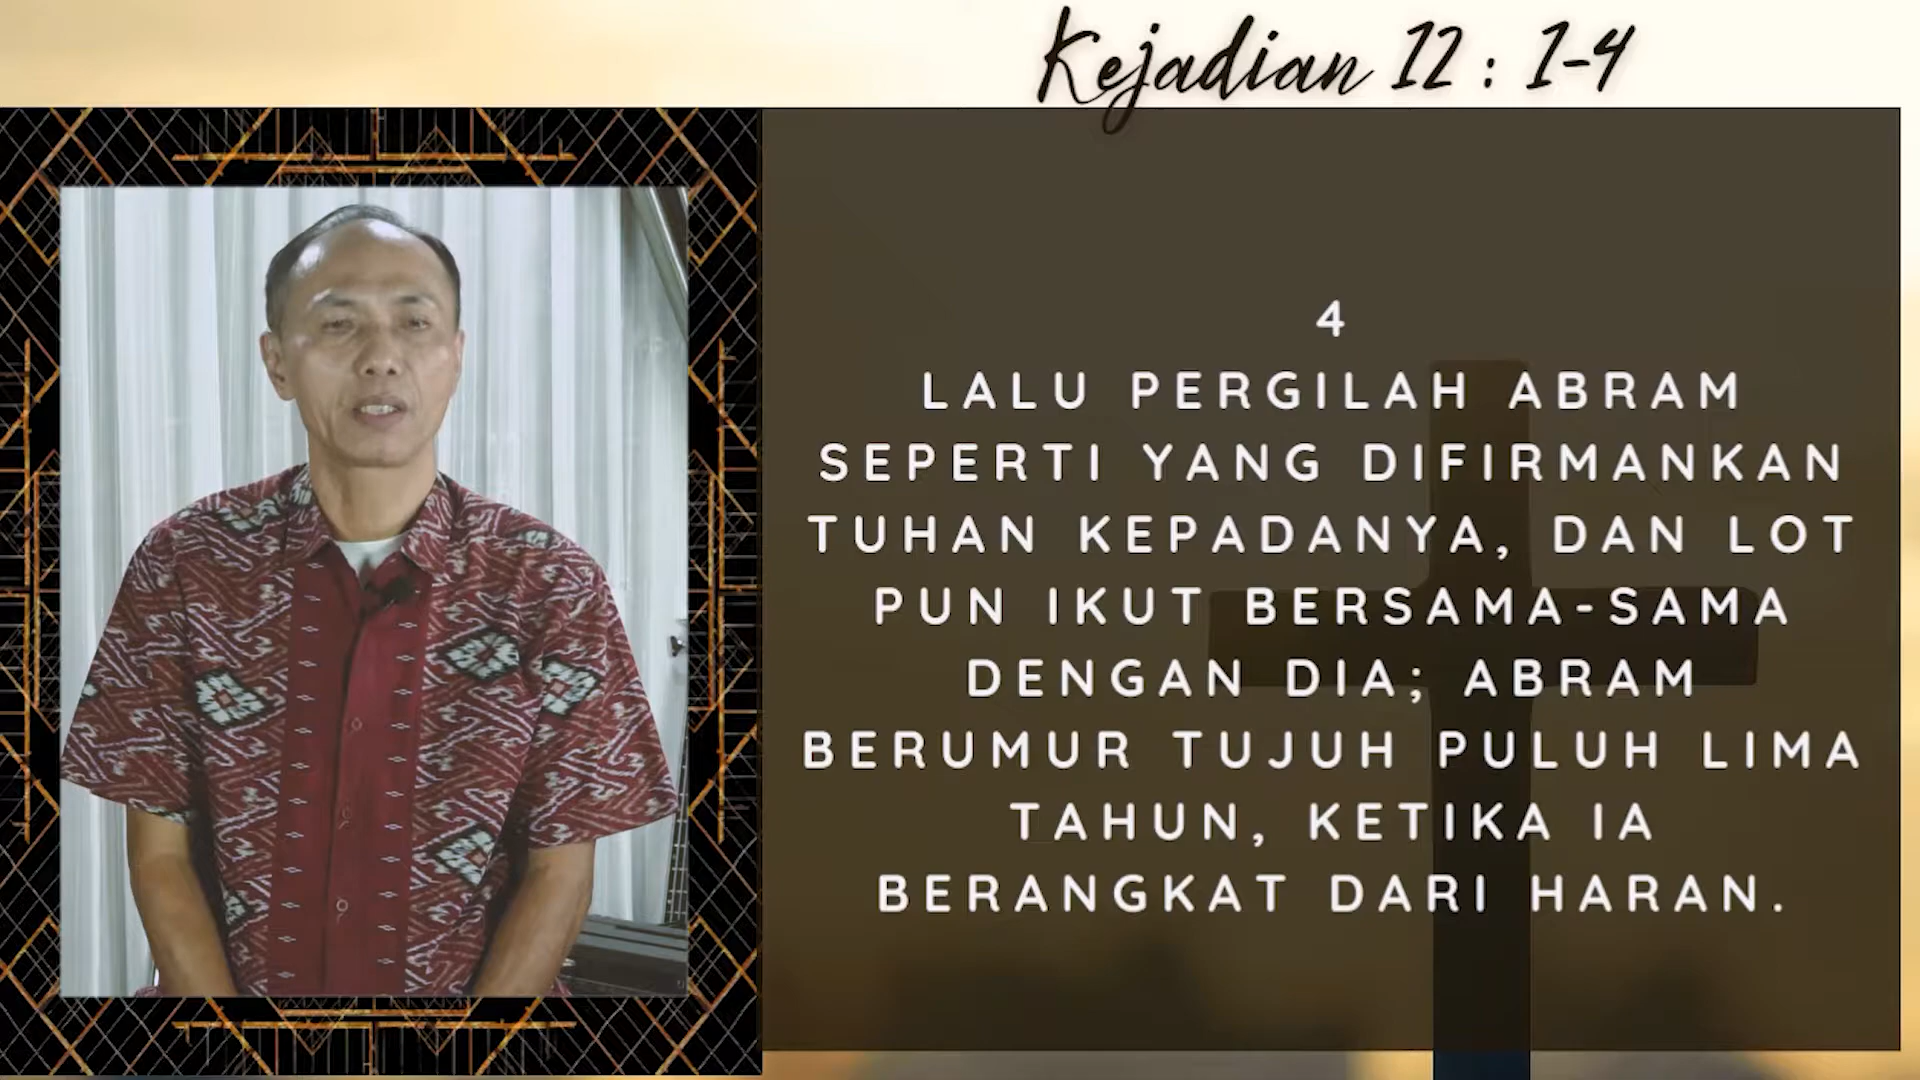 Kejadian 12 : 1-4
4
LALU PERGILAH ABRAM
SEPERTI YANG DIFIRMANKAN
TUHAN KEPADANYA, DAN LOT
PUN IKUT BERSAMA-SAMA
DENGAN DIA; ABRAM
BERUMUR TUJUH PULUH LIMA
TAHUN, KETIKA IA
BERANGKAT DARI HARAN.